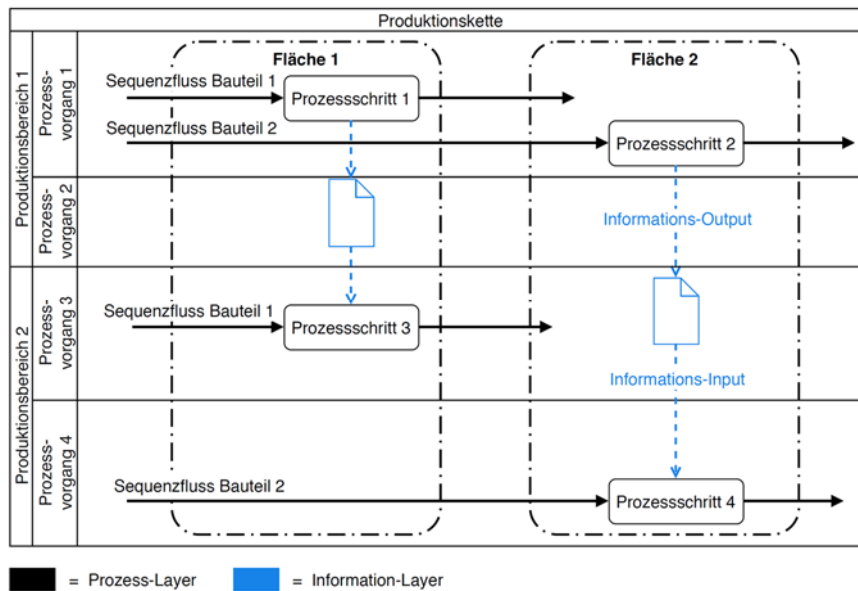 Produktionskette
Produktionsbereich 1
Prozess-
vorgang 1
Fläche 1
Fläche 2
Sequenzfluss Bauteil 1
Prozessschritt 1
Sequenzfluss Bauteil 2
Prozessschritt 2
Prozess-
vorgang 2
Informations-Output
Produktionsbereich 2
Prozess-
vorgang 3
Sequenzfluss Bauteil 1
Prozessschritt 3
Informations-Input
Prozess-
vorgang 4
Sequenzfluss Bauteil 2
Prozessschritt 4
= Prozess-Layer
= Information-Layer